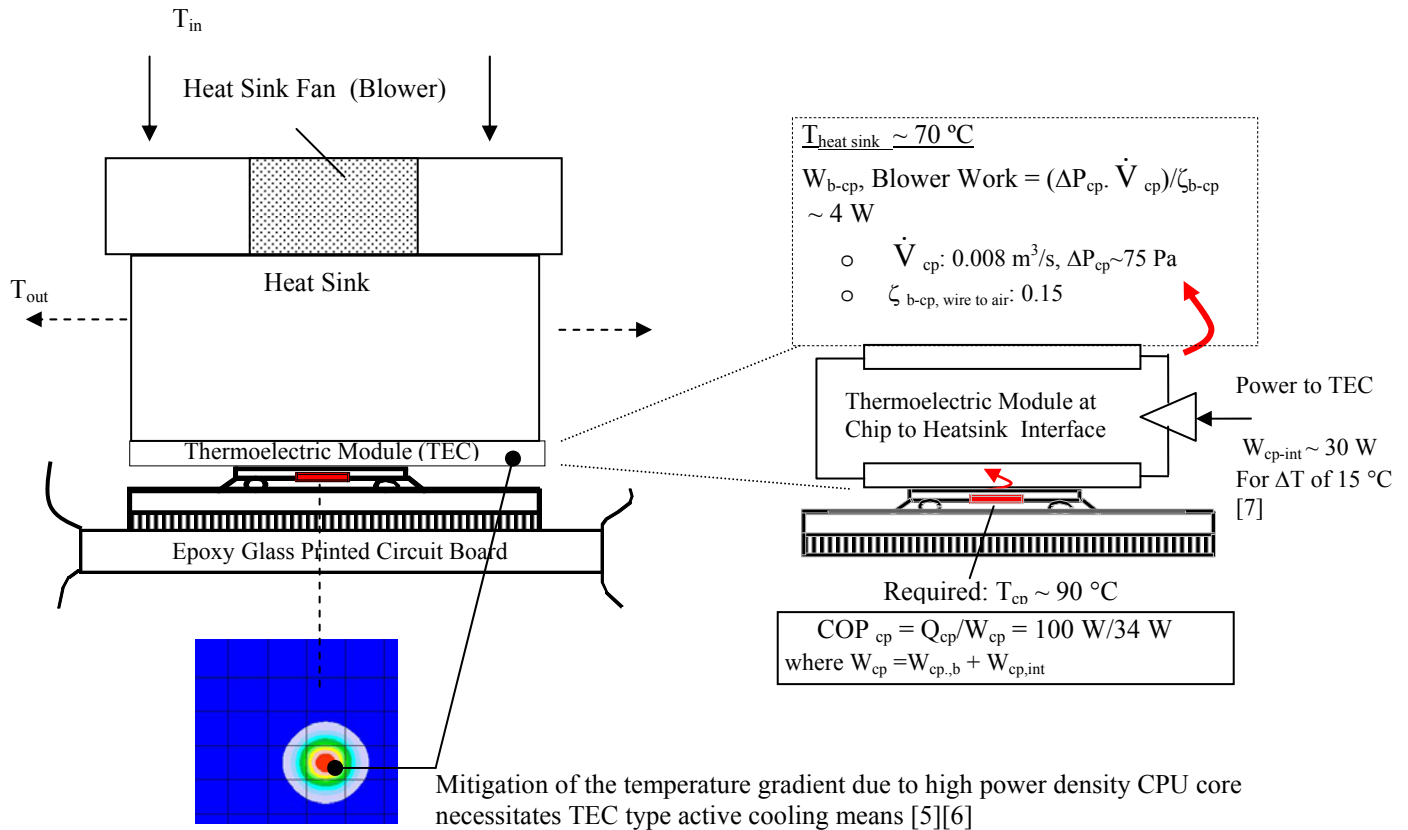 T_in
Heat Sink Fan (Blower)
Heat Sink
T_out
Thermoelectric Module (TEC)
Epoxy Glass Printed Circuit Board
T_heat sink ~ 70 ºC
W_b-cp, Blower Work = (ΔP_cp. V̇_cp)/ζ_b-cp
~ 4 W
o V̇_cp: 0.008 m³/s, ΔP_cp~75 Pa
o ζ_b-cp, wire to air: 0.15
Thermoelectric Module at
Chip to Heatsink Interface
Power to TEC
W_cp-int ~ 30 W
For ΔT of 15 °C
[7]
Required: T_cp ~ 90 °C
COP_cp = Q_cp/W_cp = 100 W/34 W
where W_cp =W_cp.,b + W_cp,int
Mitigation of the temperature gradient due to high power density CPU core
necessitates TEC type active cooling means [5][6]